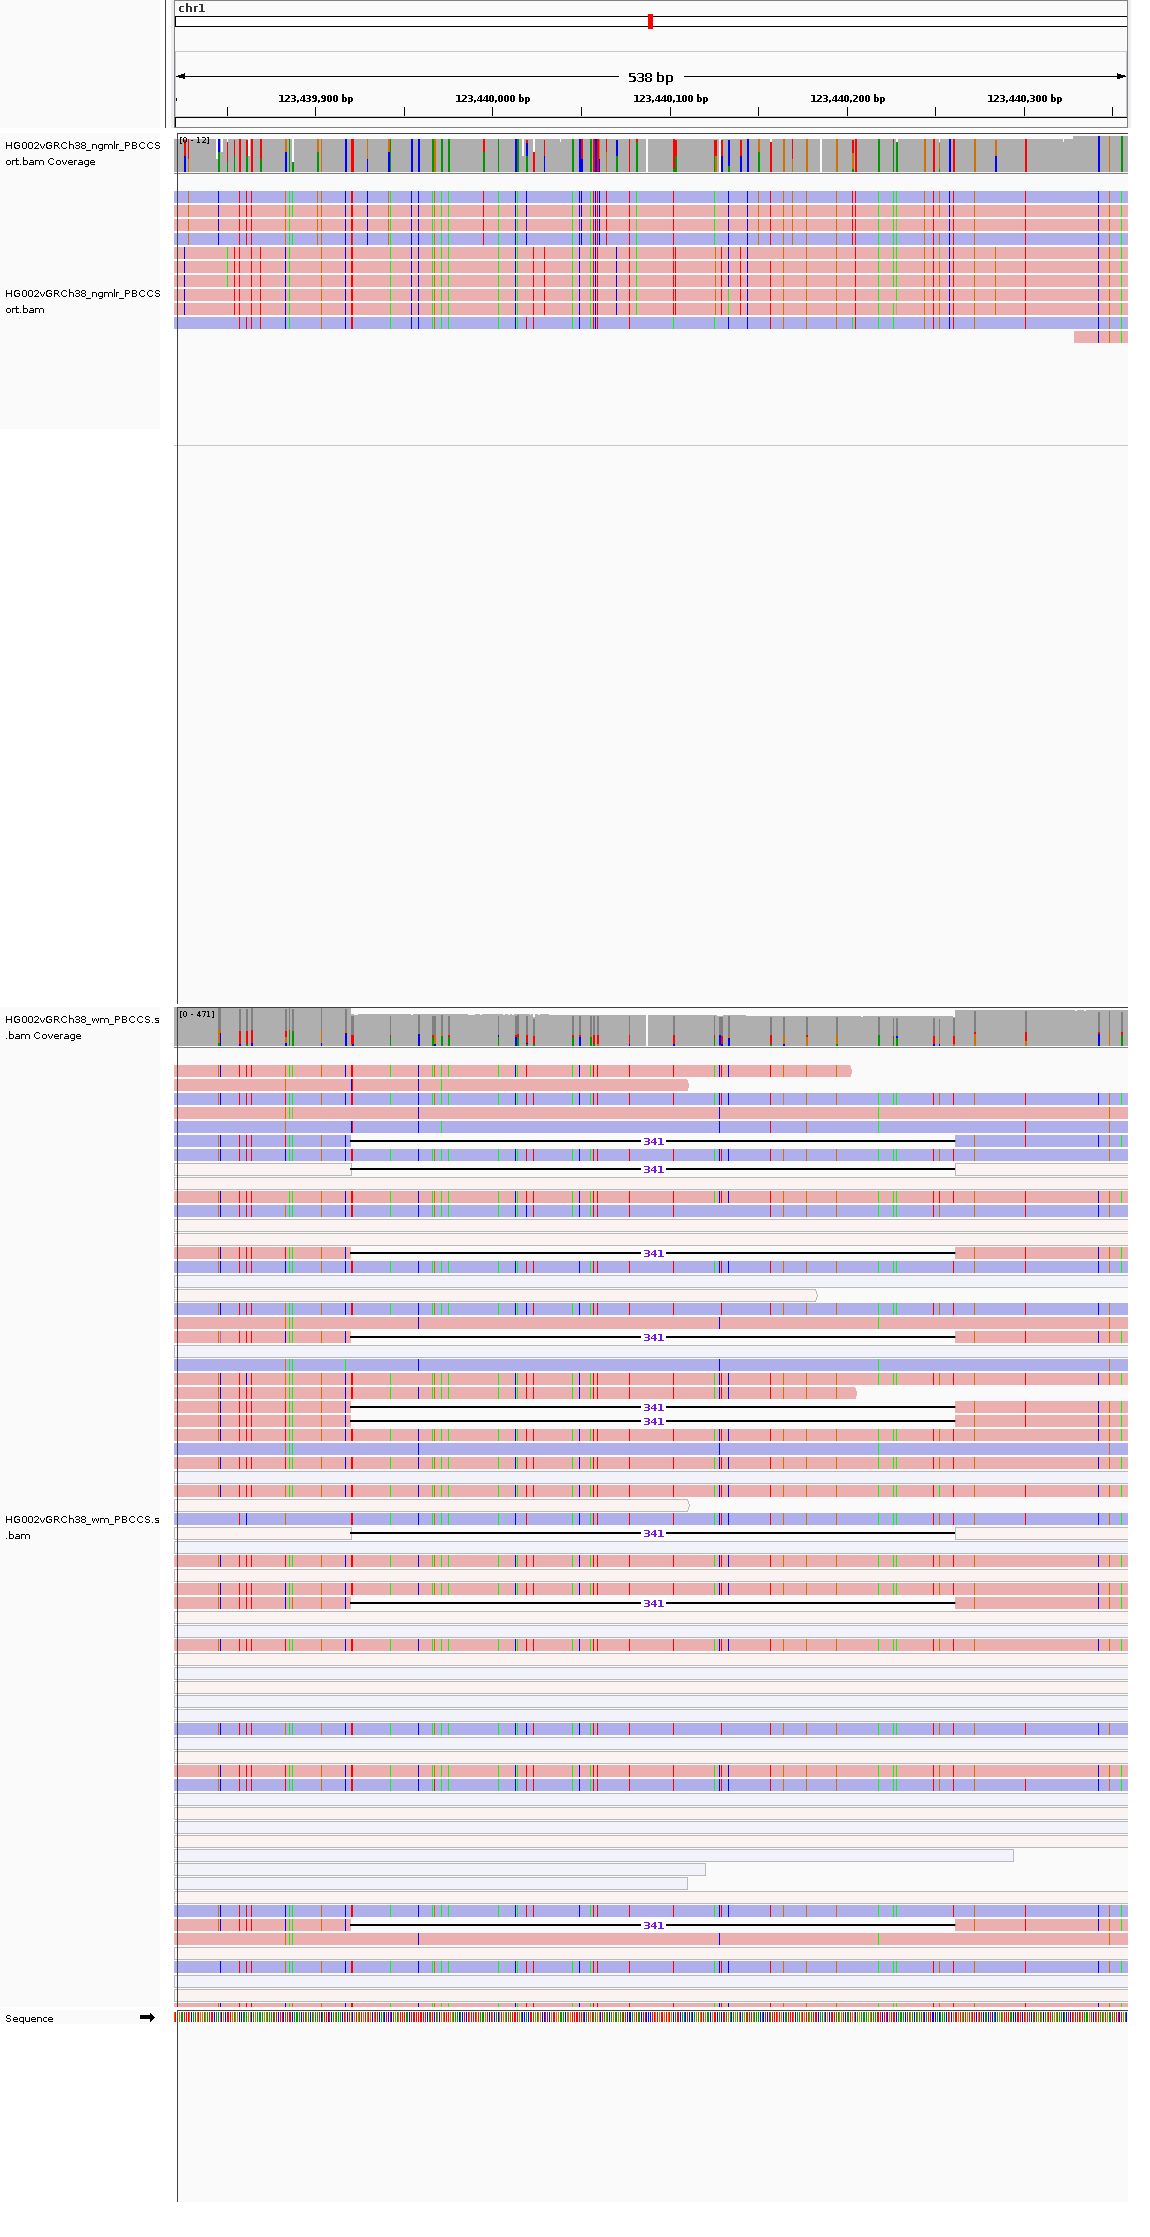 chr1
538 bp
123,439,900 bp 123,440,000 bp 123,440,100 bp 123,440,200 bp 123,440,300 bp
HG002vGRCh38_ngmlr_PBCCS
ort.bam Coverage
[0 - 12]
HG002vGRCh38_ngmlr_PBCCS
ort.bam
HG002vGRCh38_wm_PBCCS.s
.bam Coverage
[0 - 471]
341
341
341
341
341
341
HG002vGRCh38_wm_PBCCS.s
.bam
341
341
341
Sequence